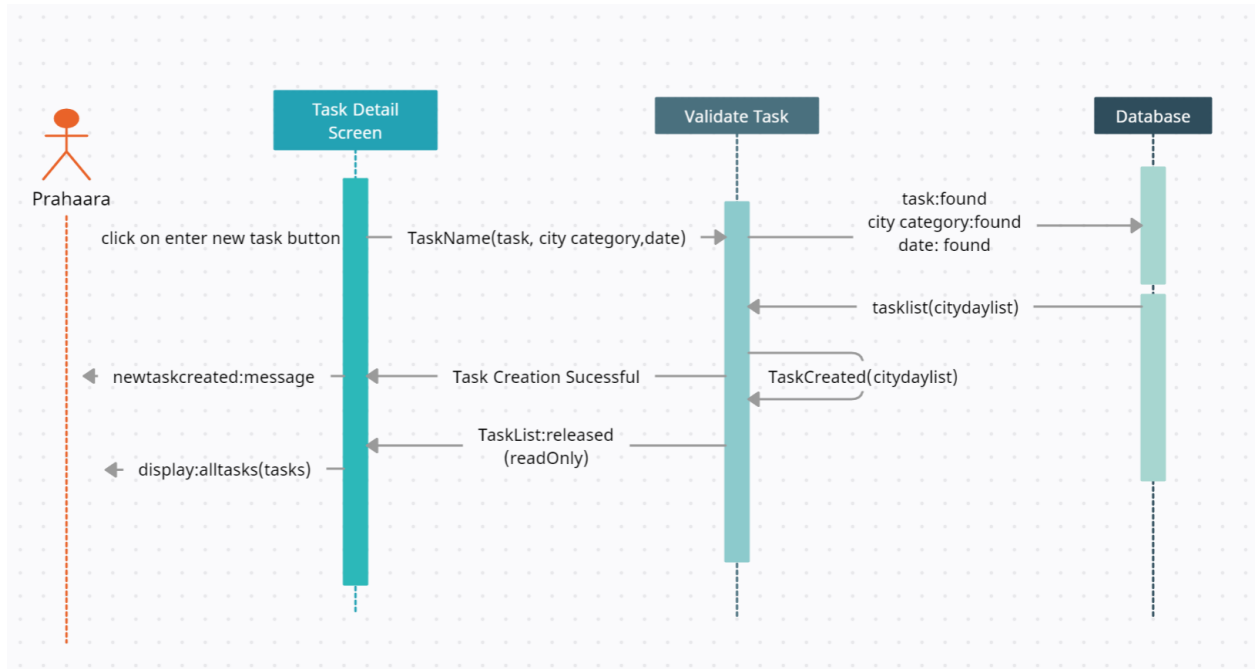 Task Detail
Screen
Validate Task
Database
Prahaara
click on enter new task button
TaskName(task, city category,date)
task:found
city category:found
date: found
tasklist(citydaylist)
newtaskcreated:message
Task Creation Sucessful
TaskCreated(citydaylist)
TaskList:released
(readOnly)
display:alltasks(tasks)